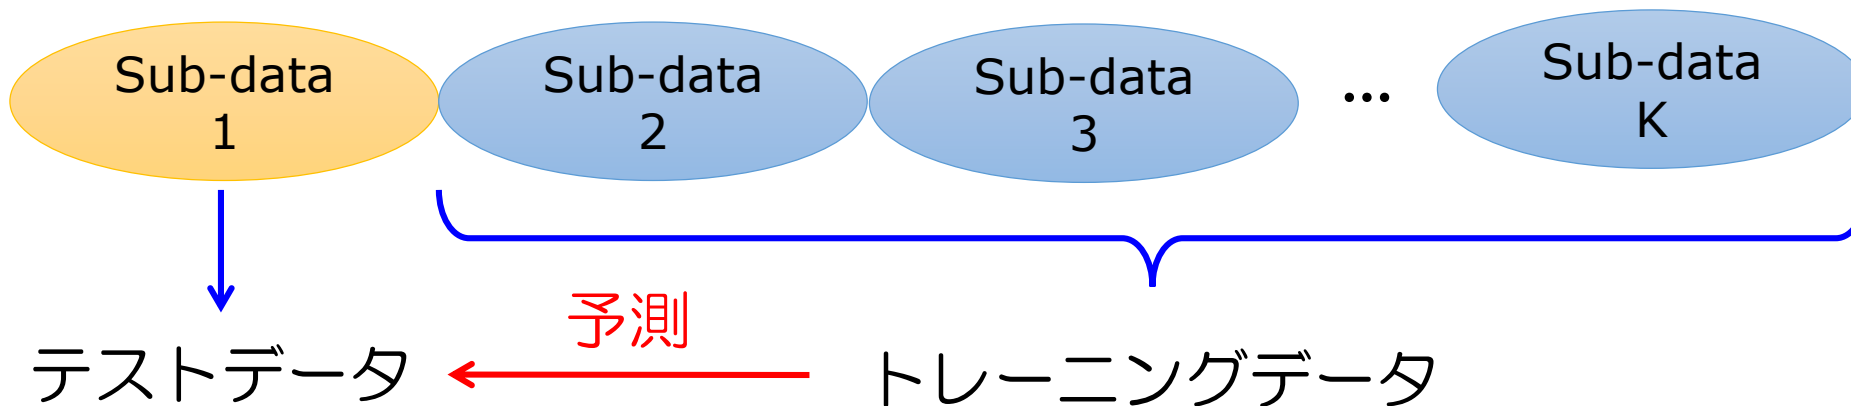 Sub-data
1
Sub-data
2
Sub-data
3
…
Sub-data
K
予測
テストデータ
トレーニングデータ